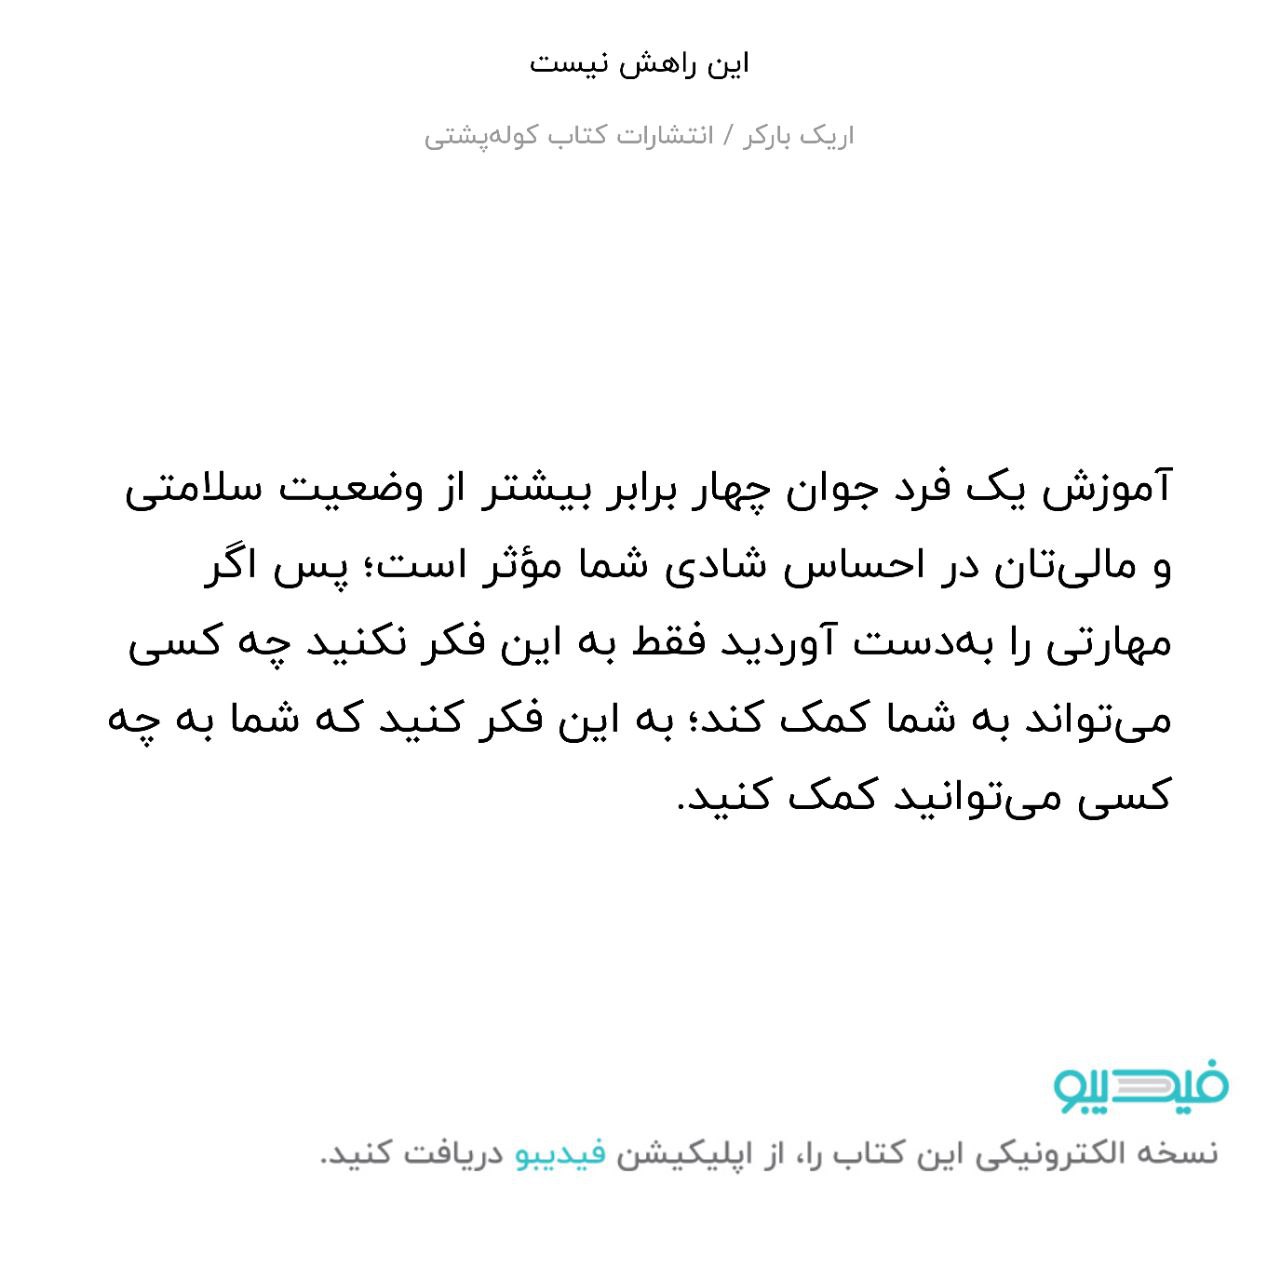 این راهش نیست
اریک بارکر / انتشارات کتاب کوله‌پشتی
آموزش یک فرد جوان چهار برابر بیشتر از وضعیت سلامتی
و مالی‌تان در احساس شادی شما مؤثر است؛ پس اگر
مهارتی را به‌دست آوردید فقط به این فکر نکنید چه کسی
می‌تواند به شما کمک کند؛ به این فکر کنید که شما به چه
کسی می‌توانید کمک کنید.
فیدیبو
نسخه الکترونیکی این کتاب را، از اپلیکیشن فیدیبو دریافت کنید.